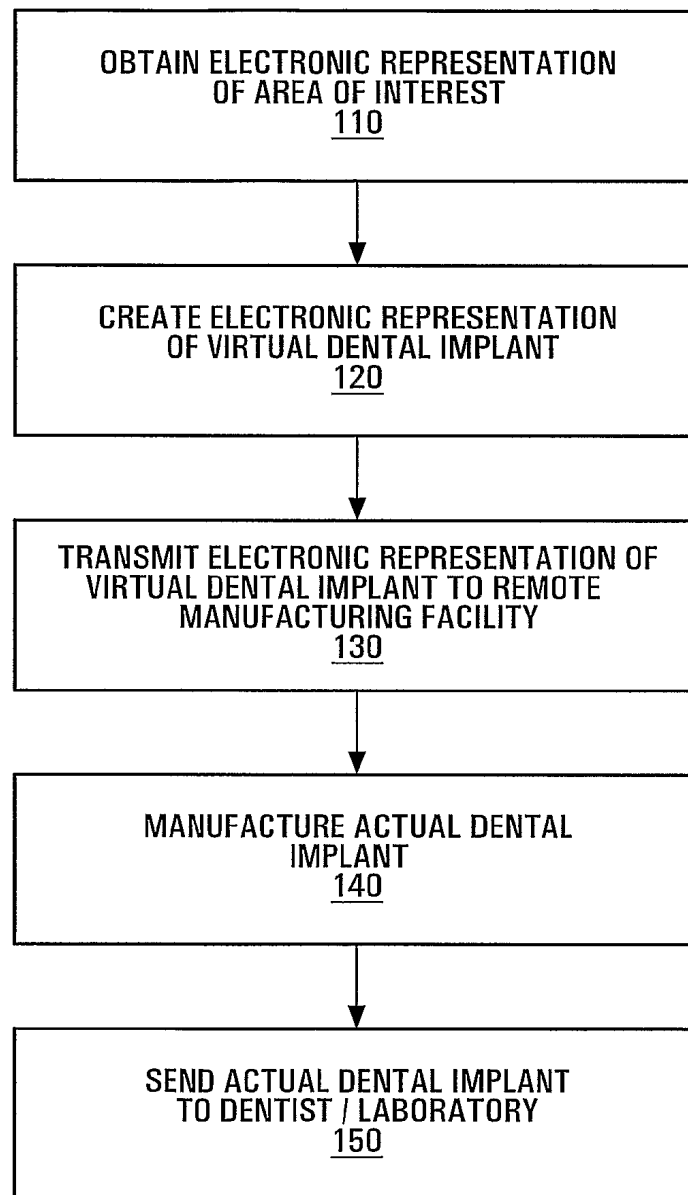 OBTAIN ELECTRONIC REPRESENTATION
OF AREA OF INTEREST
110
CREATE ELECTRONIC REPRESENTATION
OF VIRTUAL DENTAL IMPLANT
120
TRANSMIT ELECTRONIC REPRESENTATION OF
VIRTUAL DENTAL IMPLANT TO REMOTE
MANUFACTURING FACILITY
130
MANUFACTURE ACTUAL DENTAL
IMPLANT
140
SEND ACTUAL DENTAL IMPLANT
TO DENTIST / LABORATORY
150